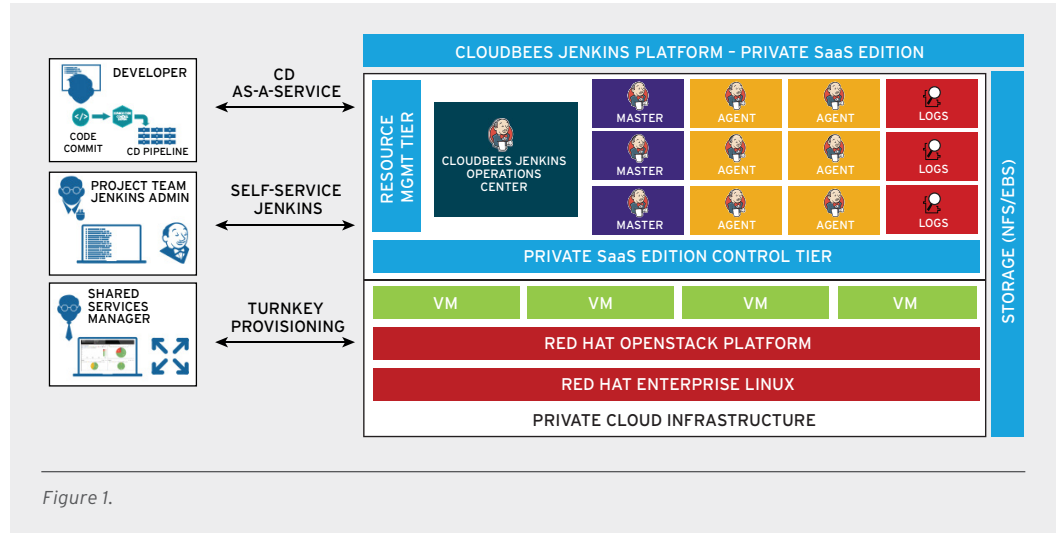 CLOUDBEES JENKINS PLATFORM – PRIVATE SaaS EDITION
DEVELOPER
CODE
COMMIT
CD PIPELINE
CD
AS-A-SERVICE
PROJECT TEAM
JENKINS ADMIN
SELF-SERVICE
JENKINS
SHARED
SERVICES
MANAGER
TURNKEY
PROVISIONING
RESOURCE
MGMT TIER
CLOUDBEES JENKINS
OPERATIONS
CENTER
MASTER
AGENT
AGENT
LOGS
MASTER
AGENT
AGENT
LOGS
MASTER
AGENT
AGENT
LOGS
PRIVATE SaaS EDITION CONTROL TIER
VM
VM
VM
VM
RED HAT OPENSTACK PLATFORM
RED HAT ENTERPRISE LINUX
PRIVATE CLOUD INFRASTRUCTURE
STORAGE (NFS/EBS)
Figure 1.